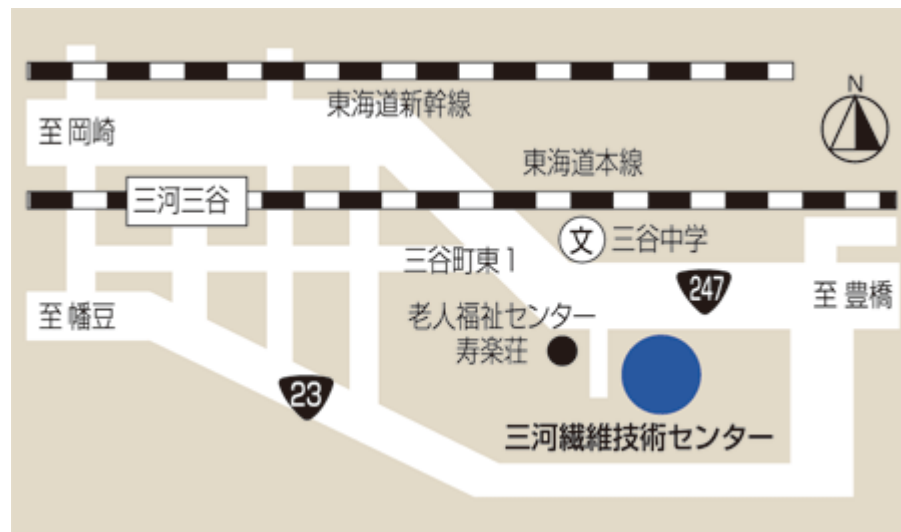 N
東海道新幹線
至 岡崎
東海道本線
三河三谷
文 三谷中学
三谷町東1
247
至 豊橋
至 幡豆
老人福祉センター
寿楽荘
23
三河繊維技術センター